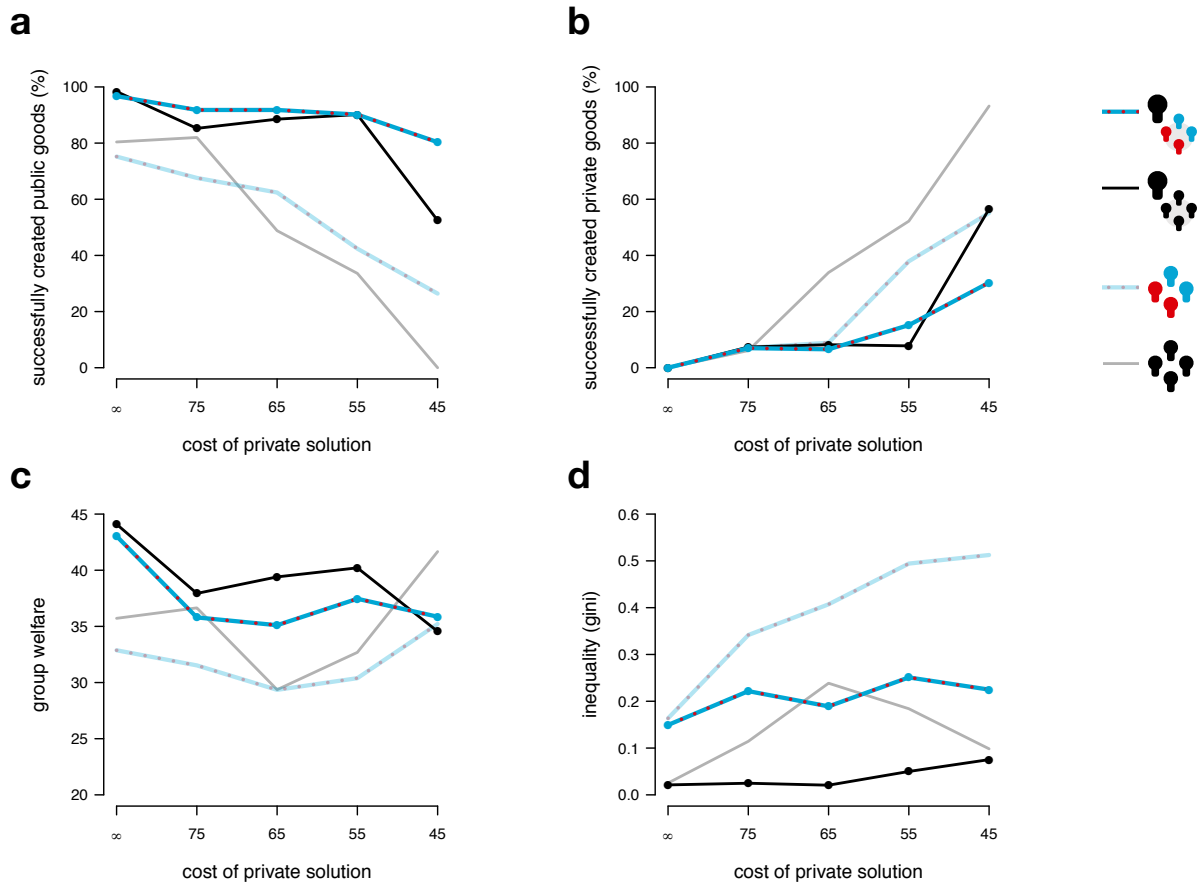 a
successfully created public goods (%)
100
80
60
40
20
0
∞ 75 65 55 45
cost of private solution
b
successfully created private goods (%)
100
80
60
40
20
0
∞ 75 65 55 45
cost of private solution
c
group welfare
45
40
35
30
25
20
∞ 75 65 55 45
cost of private solution
d
inequality (gini)
0.6
0.5
0.4
0.3
0.2
0.1
0.0
∞ 75 65 55 45
cost of private solution